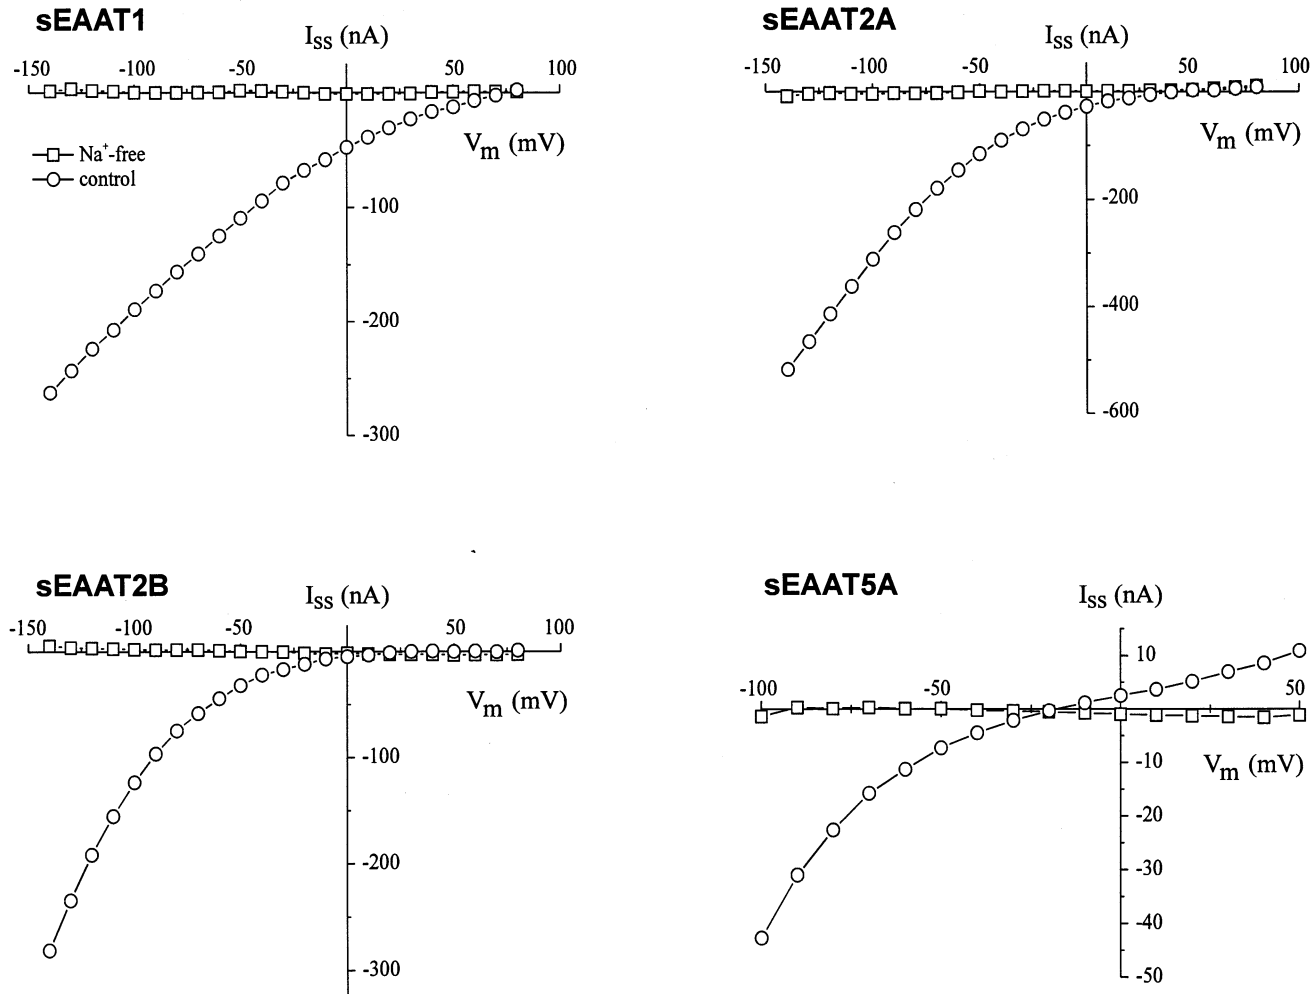 sEAAT1
I_SS (nA)
-150 -100 -50 50 100
V_m (mV)
Na⁺-free
control
-100
-200
-300
sEAAT2A
I_SS (nA)
-150 -100 -50 50 100
V_m (mV)
-200
-400
-600
sEAAT2B
I_SS (nA)
-150 -100 -50 50 100
V_m (mV)
-100
-200
-300
sEAAT5A
I_SS (nA)
10
-100 -50 50
V_m (mV)
-10
-20
-30
-40
-50